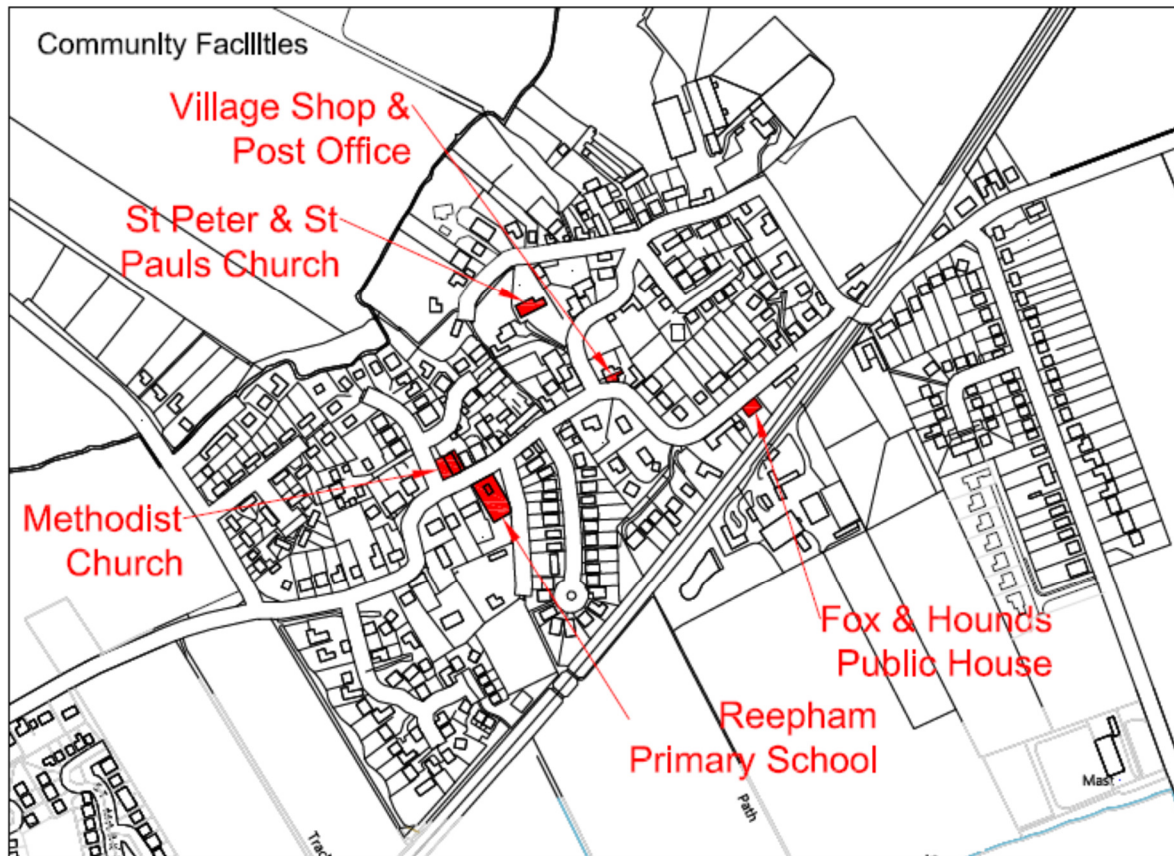 Community Facilities
Village Shop &
Post Office
St Peter & St
Pauls Church
Methodist
Church
Fox & Hounds
Public House
Reepham
Primary School
Mast
Path